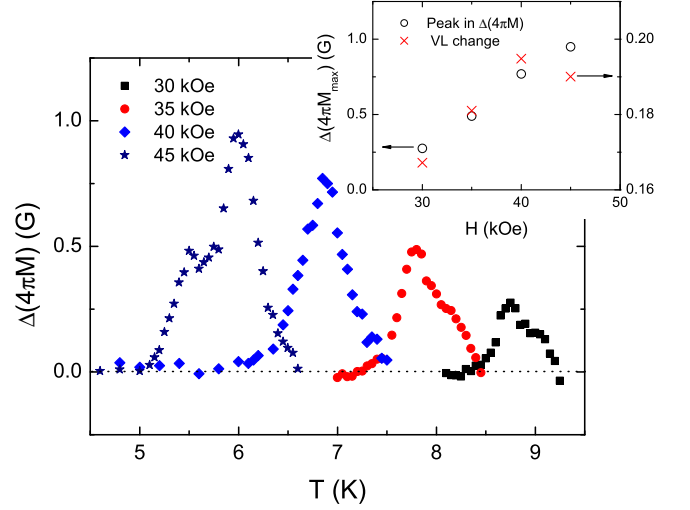 Peak in Δ(4πM)
VL change
1.0
0.5
0.0
0.20
0.18
0.16
30
40
50
Δ(4πM_max) (G)
H (kOe)
30 kOe
35 kOe
40 kOe
45 kOe
1.0
0.5
0.0
Δ(4πM) (G)
5
6
7
8
9
T (K)